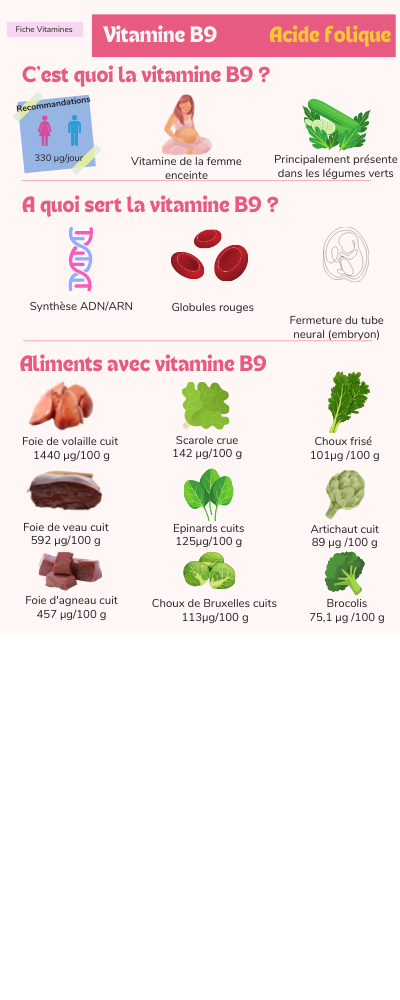 Fiche Vitamines
Vitamine B9
Acide folique
C'est quoi la vitamine B9 ?
Recommandations
330 µg/jour
Vitamine de la femme
enceinte
Principalement présente
dans les légumes verts
A quoi sert la vitamine B9 ?
Synthèse ADN/ARN
Globules rouges
Fermeture du tube
neural (embryon)
Aliments avec vitamine B9
Foie de volaille cuit
1440 µg/100 g
Scarole crue
142 µg/100 g
Choux frisé
101µg /100 g
Foie de veau cuit
592 µg/100 g
Epinards cuits
125µg/100 g
Artichaut cuit
89 µg /100 g
Foie d'agneau cuit
457 µg/100 g
Choux de Bruxelles cuits
113µg/100 g
Brocolis
75,1 µg /100 g